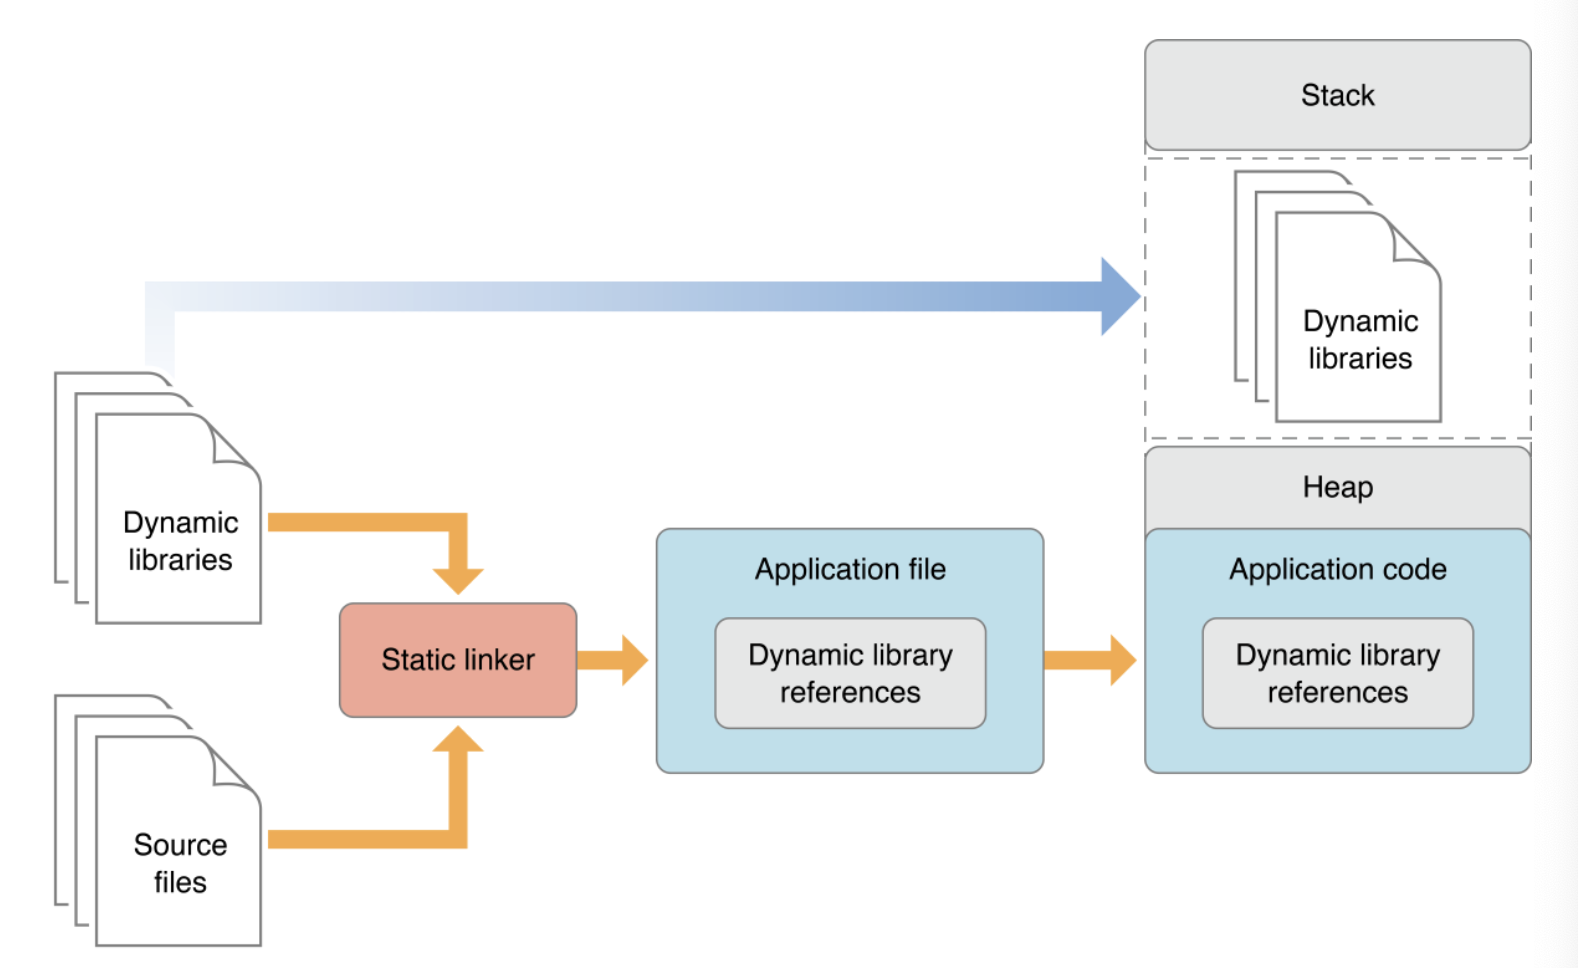 Stack
Dynamic
libraries
Dynamic
libraries
Heap
Application file
Application code
Static linker
Dynamic library
references
Dynamic library
references
Source
files